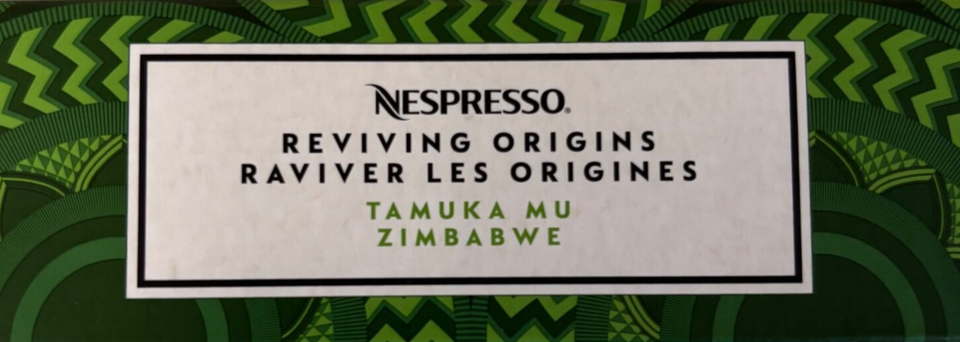 NESPRESSO.
REVIVING ORIGINS
RAVIVER LES ORIGINES
TAMUKA MU
ZIMBABWE